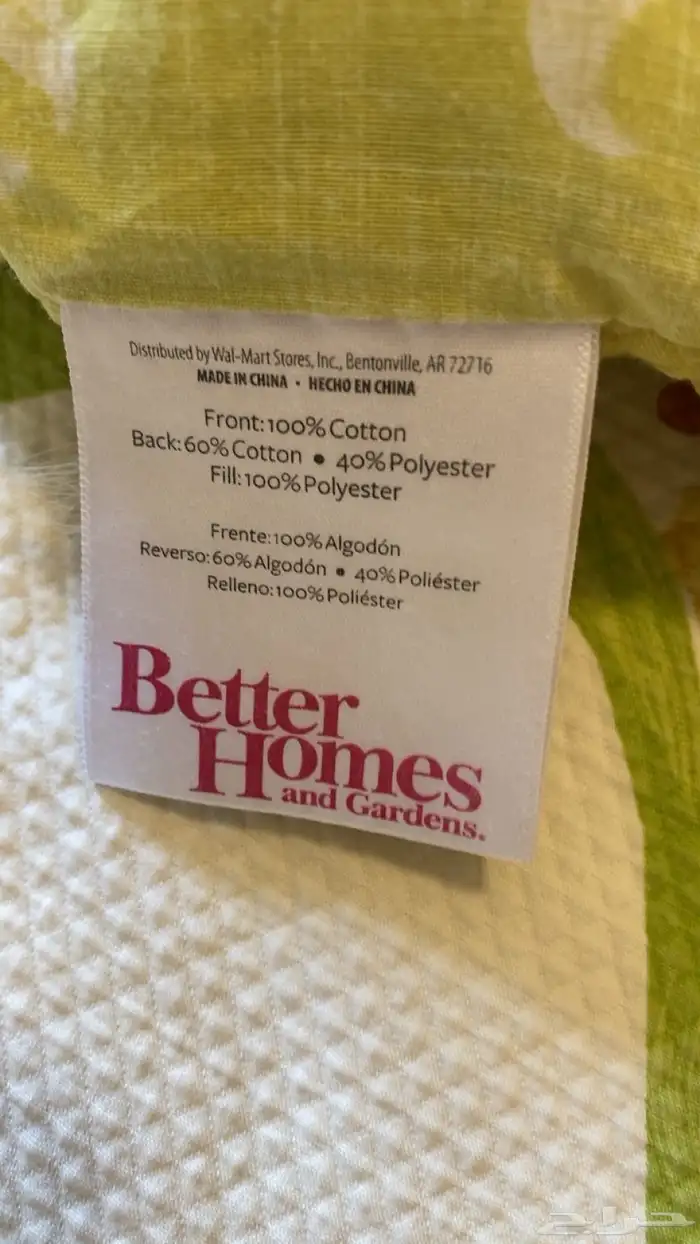 Distributed by Wal-Mart Stores, Inc., Bentonville, AR 72716
MADE IN CHINA • HECHO EN CHINA
Front:100% Cotton
Back:60% Cotton • 40% Polyester
Fill:100% Polyester
Frente:100% Algodón
Reverso:60% Algodón • 40% Poliéster
Relleno:100% Poliéster
Better
Homes
and Gardens.
حراج